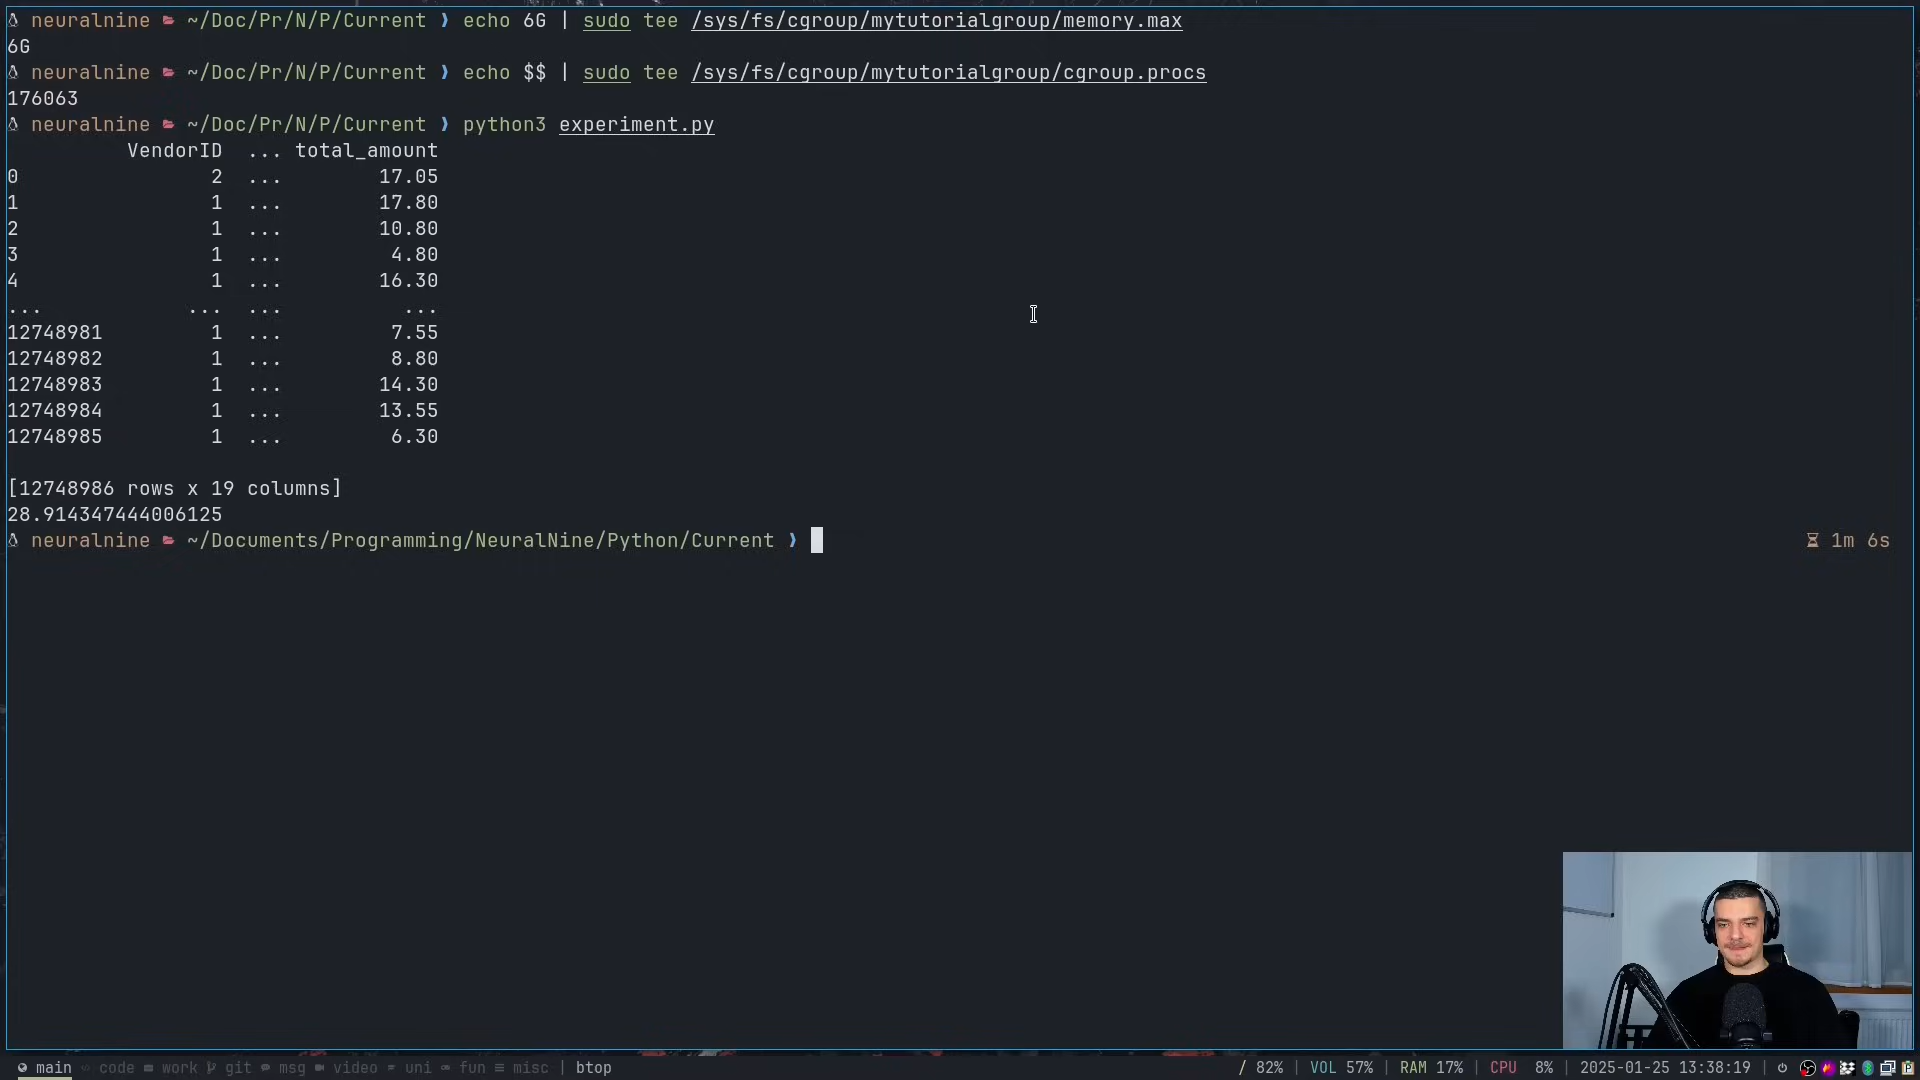 neuralnine ~/Doc/Pr/N/P/Current ❯ echo 6G | sudo tee /sys/fs/cgroup/mytutorialgroup/memory.max
6G
neuralnine ~/Doc/Pr/N/P/Current ❯ echo $$ | sudo tee /sys/fs/cgroup/mytutorialgroup/cgroup.procs
176063
neuralnine ~/Doc/Pr/N/P/Current ❯ python3 experiment.py
VendorID ... total_amount
0 2 ... 17.05
1 1 ... 17.80
2 1 ... 10.80
3 1 ... 4.80
4 1 ... 16.30
... ... ... ...
12748981 1 ... 7.55
12748982 1 ... 8.80
12748983 1 ... 14.30
12748984 1 ... 13.55
12748985 1 ... 6.30
[12748986 rows x 19 columns]
28.914347444006125
neuralnine ~/Documents/Programming/NeuralNine/Python/Current ❯ 1m 6s
main code work git msg video uni fun misc | btop / 82% | VOL 57% | RAM 17% | CPU 8% | 2025-01-25 13:38:19 |